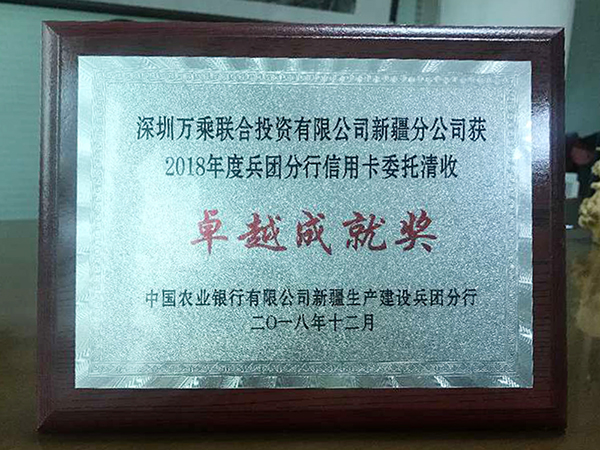 深圳万乘联合投资有限公司新疆分公司获
2018年度兵团分行信用卡委托清收
卓越成就奖
中国农业银行有限公司新疆生产建设兵团分行
二〇一八年十二月